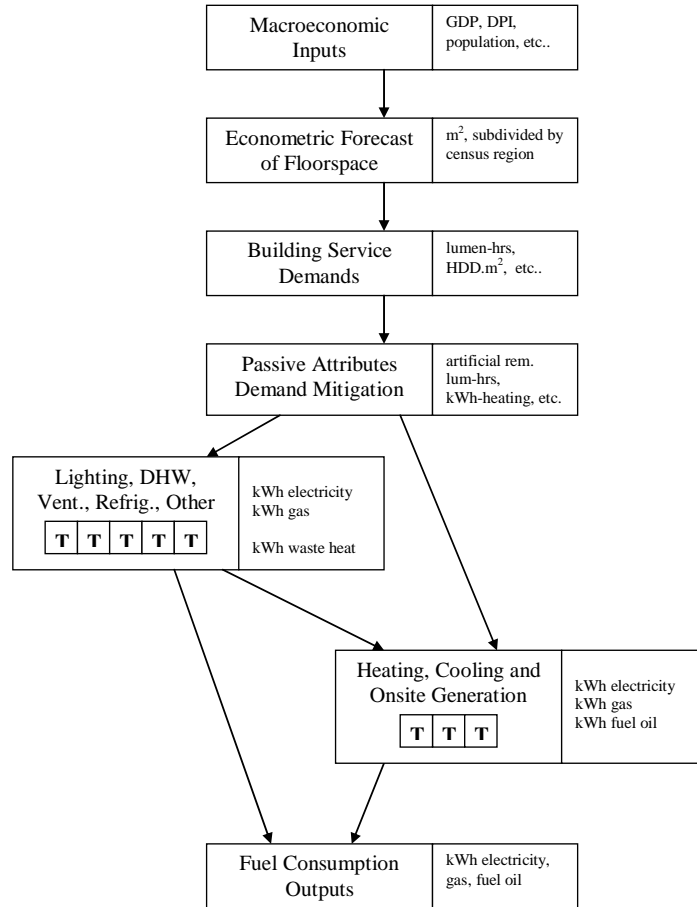 Macroeconomic
Inputs
GDP, DPI,
population, etc..
Econometric Forecast
of Floorspace
m², subdivided by
census region
Building Service
Demands
lumen-hrs,
HDD.m², etc..
Passive Attributes
Demand Mitigation
artificial rem.
lum-hrs,
kWh-heating, etc.
Lighting, DHW,
Vent., Refrig., Other
T T T T T
kWh electricity
kWh gas
kWh waste heat
Heating, Cooling and
Onsite Generation
T T T
kWh electricity
kWh gas
kWh fuel oil
Fuel Consumption
Outputs
kWh electricity,
gas, fuel oil